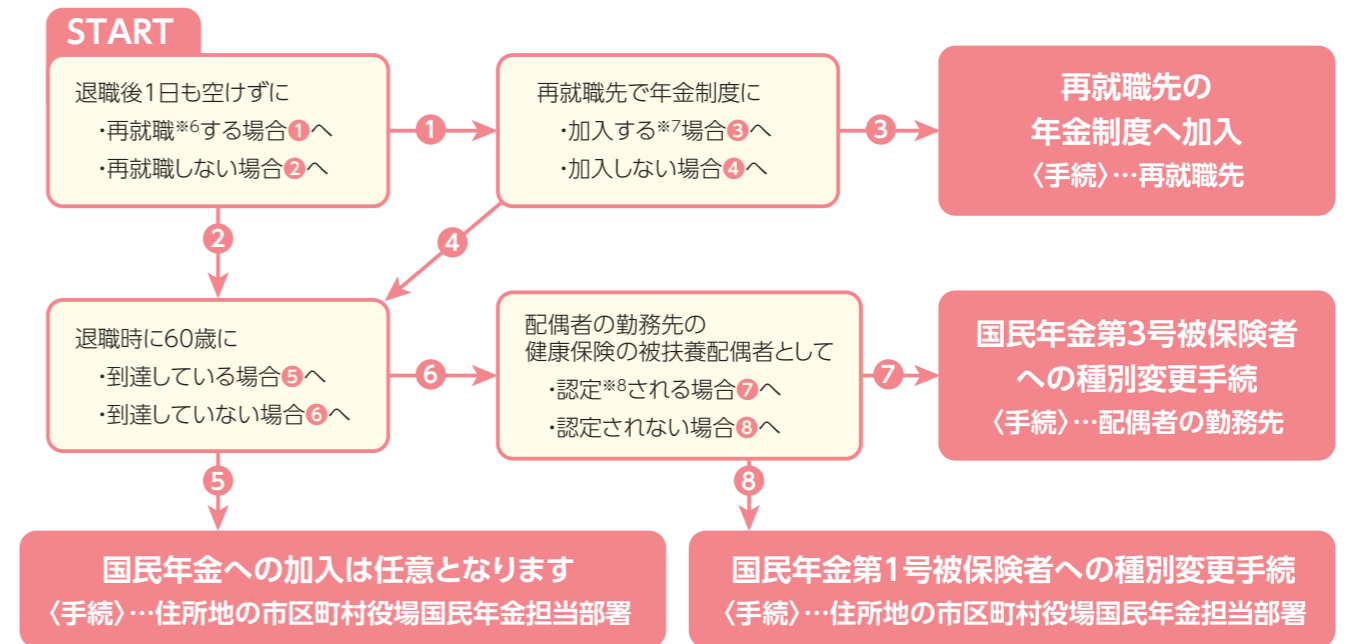 START
退職後1日も空けずに
・再就職※6する場合❶へ
・再就職しない場合❷へ
❶
再就職先で年金制度に
・加入する※7場合❸へ
・加入しない場合❹へ
❸
再就職先の
年金制度へ加入
〈手続〉…再就職先
❷
❹
退職時に60歳に
・到達している場合❺へ
・到達していない場合❻へ
❻
配偶者の勤務先の
健康保険の被扶養配偶者として
・認定※8される場合❼へ
・認定されない場合❽へ
❼
国民年金第3号被保険者
への種別変更手続
〈手続〉…配偶者の勤務先
❺
❽
国民年金への加入は任意となります
〈手続〉…住所地の市区町村役場国民年金担当部署
国民年金第1号被保険者への種別変更手続
〈手続〉…住所地の市区町村役場国民年金担当部署